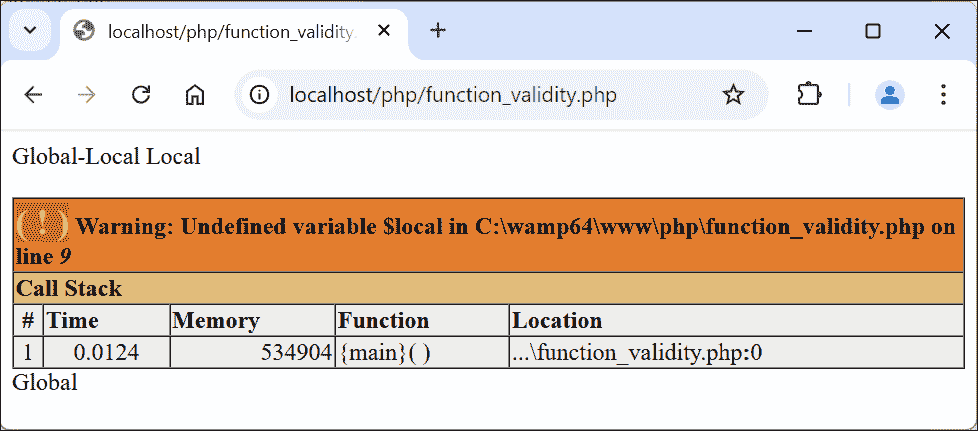 localhost/php/function_validity.
localhost/php/function_validity.php
Global-Local Local
( ! ) Warning: Undefined variable $local in C:\wamp64\www\php\function_validity.php on
line 9
Call Stack
# Time Memory Function Location
1 0.0124 534904 {main}( ) ...\function_validity.php:0
Global